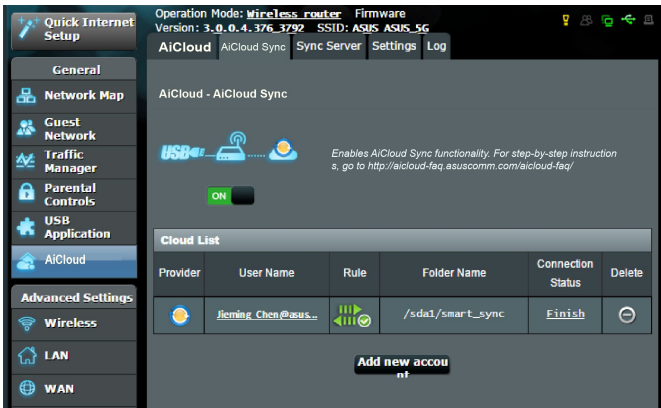 Quick Internet
Setup
General
Network Map
Guest
Network
Traffic
Manager
Parental
Controls
USB
Application
AiCloud
Advanced Settings
Wireless
LAN
WAN
Operation Mode: Wireless router Firmware
Version: 3.0.0.4.376_3792 SSID: ASUS ASUS_5G
AiCloud AiCloud Sync Sync Server Settings Log
AiCloud - AiCloud Sync
USB
Enables AiCloud Sync functionality. For step-by-step instruction
s, go to http://aicloud-faq.asuscomm.com/aicloud-faq/
ON
Cloud List
Provider User Name Rule Folder Name Connection Status Delete
Jieming_Chen@asus... /sda1/smart_sync Finish
Add new accou
nt